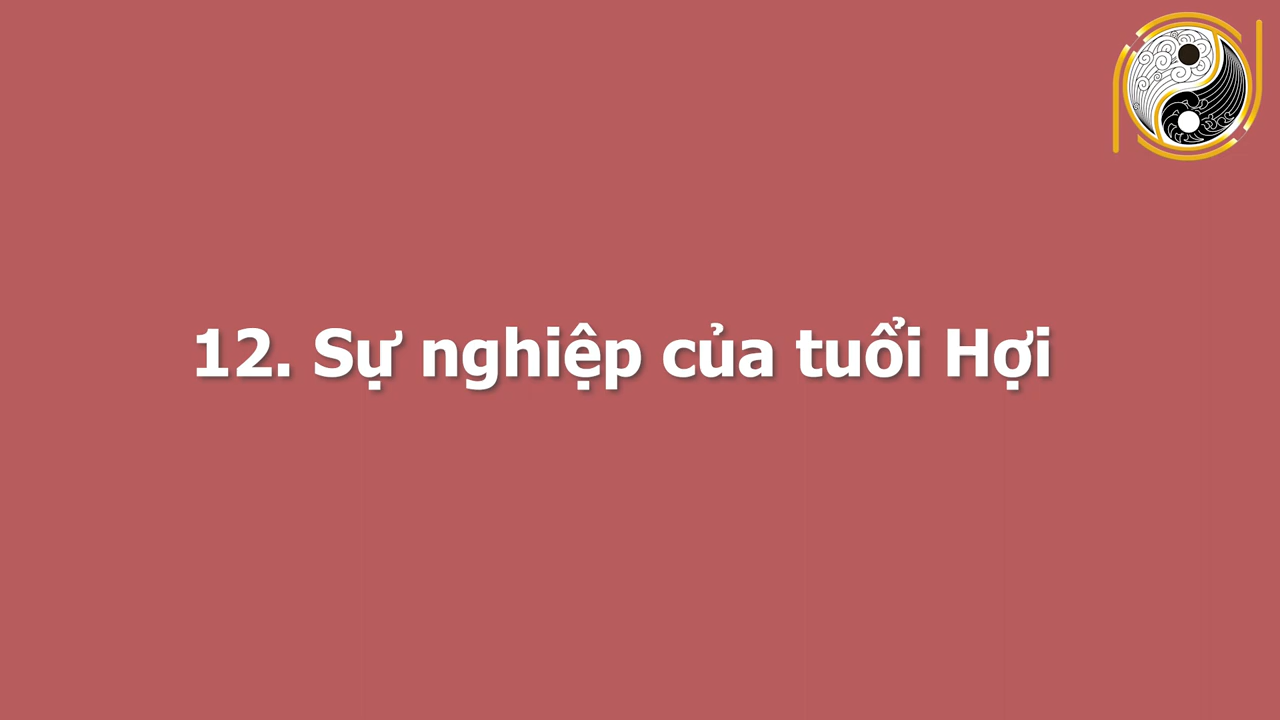 12. Sự nghiệp của tuổi Hợi